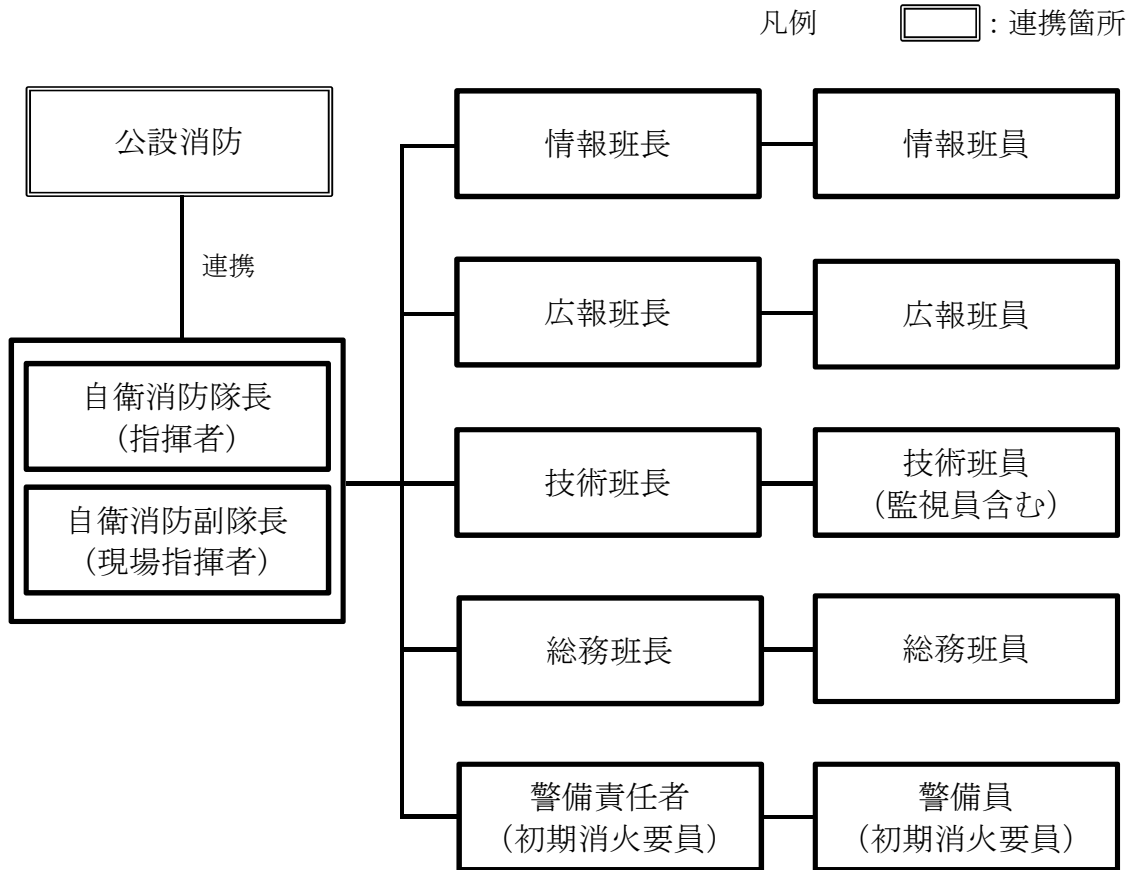 凡例
：連携箇所
公設消防
連携
自衛消防隊長
（指揮者）
自衛消防副隊長
（現場指揮者）
情報班長
情報班員
広報班長
広報班員
技術班長
技術班員
（監視員含む）
総務班長
総務班員
警備責任者
（初期消火要員）
警備員
（初期消火要員）